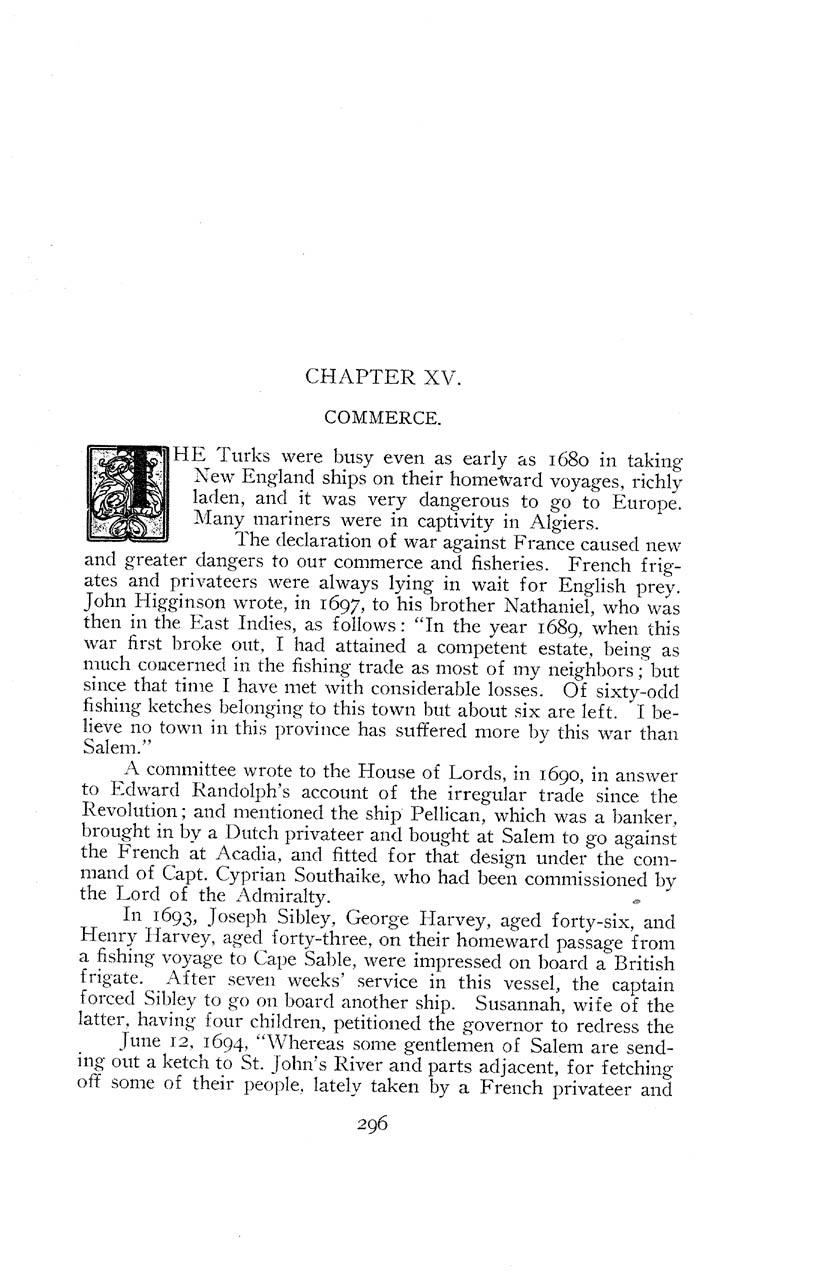 CHAPTER XV.
COMMERCE.
THE Turks were busy even as early as 1680 in taking
New England ships on their homeward voyages, richly
laden, and it was very dangerous to go to Europe.
Many mariners were in captivity in Algiers.
The declaration of war against France caused new
and greater dangers to our commerce and fisheries. French frig-
ates and privateers were always lying in wait for English prey.
John Higginson wrote, in 1697, to his brother Nathaniel, who was
then in the East Indies, as follows: "In the year 1689, when this
war first broke out, I had attained a competent estate, being as
much concerned in the fishing trade as most of my neighbors; but
since that time I have met with considerable losses. Of sixty-odd
fishing ketches belonging to this town but about six are left. I be-
lieve no town in this province has suffered more by this war than
Salem."
A committee wrote to the House of Lords, in 1690, in answer
to Edward Randolph's account of the irregular trade since the
Revolution; and mentioned the ship Pellican, which was a banker,
brought in by a Dutch privateer and bought at Salem to go against
the French at Acadia, and fitted for that design under the com-
mand of Capt. Cyprian Southaike, who had been commissioned by
the Lord of the Admiralty.
In 1693, Joseph Sibley, George Harvey, aged forty-six, and
Henry Harvey, aged forty-three, on their homeward passage from
a fishing voyage to Cape Sable, were impressed on board a British
frigate. After seven weeks' service in this vessel, the captain
forced Sibley to go on board another ship. Susannah, wife of the
latter, having four children, petitioned the governor to redress the
June 12, 1694, "Whereas some gentlemen of Salem are send-
ing out a ketch to St. John's River and parts adjacent, for fetching
off some of their people, lately taken by a French privateer and
296